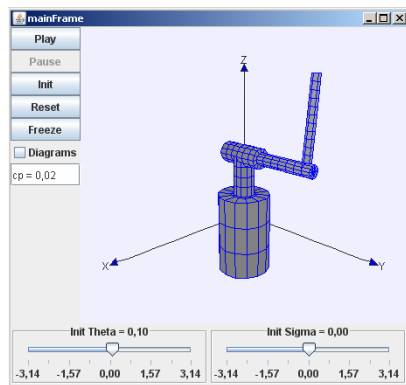 mainFrame
Play
Pause
Init
Reset
Freeze
Diagrams
cp = 0,02
Z
X
Y
Init Theta = 0,10
-3,14 -1,57 0,00 1,57 3,14
Init Sigma = 0,00
-3,14 -1,57 0,00 1,57 3,14